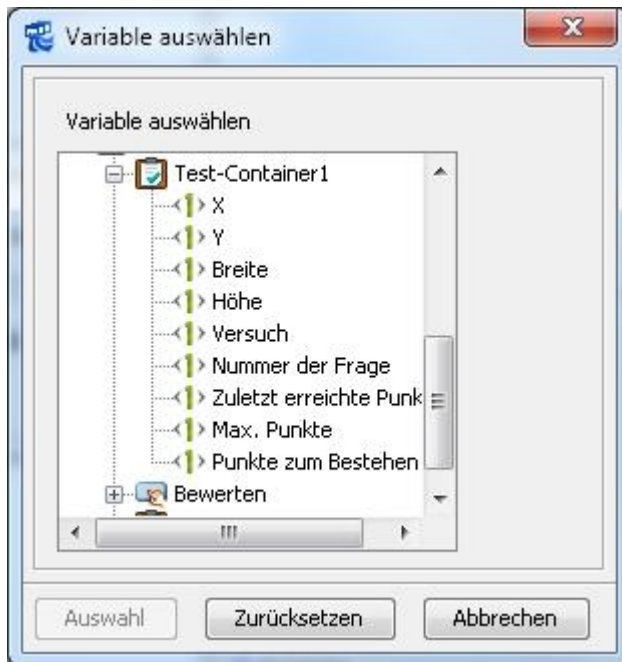 Variable auswählen
Variable auswählen
Test-Container1
X
Y
Breite
Höhe
Versuch
Nummer der Frage
Zuletzt erreichte Punk
Max. Punkte
Punkte zum Bestehen
Bewerten
Auswahl Zurücksetzen Abbrechen